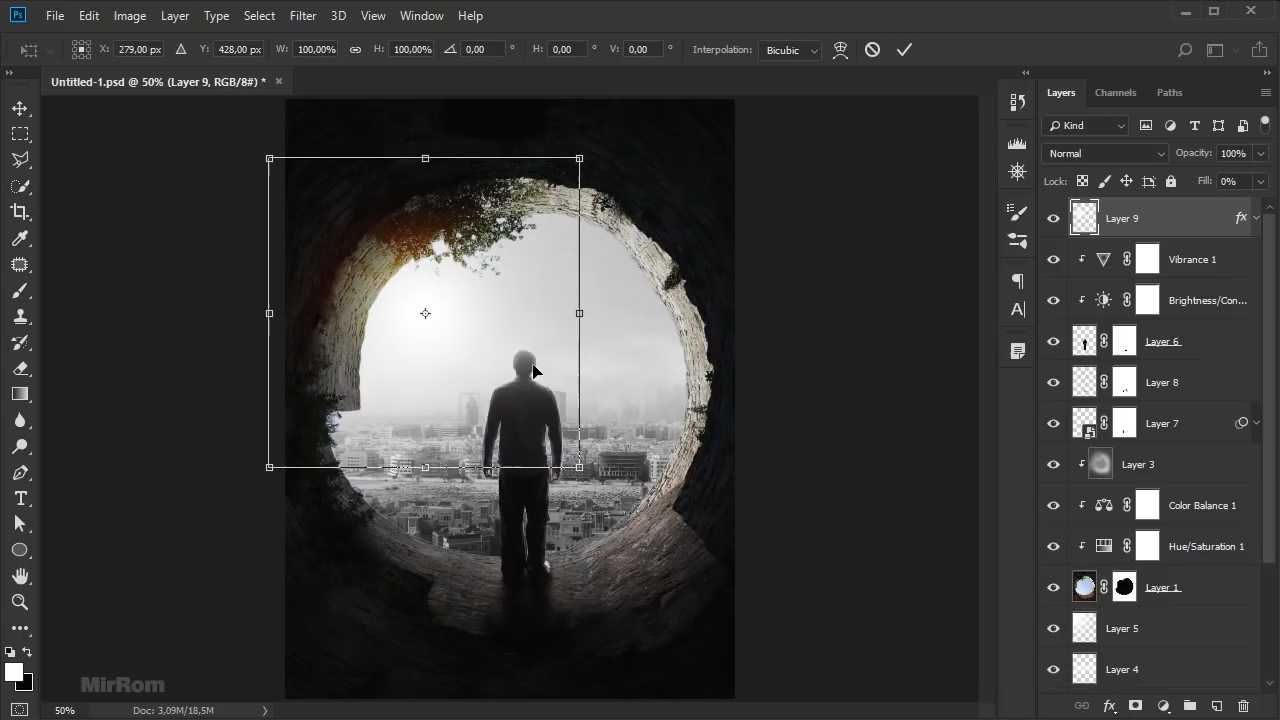 Ps File Edit Image Layer Type Select Filter 3D View Window Help
X: 279,00 px Y: 428,00 px W: 100,00% H: 100,00% 0,00 ° H: 0,00 ° V: 0,00 ° Interpolation: Bicubic
Untitled-1.psd @ 50% (Layer 9, RGB/8#) *
Layers Channels Paths
Kind
Normal Opacity: 100%
Lock: Fill: 0%
Layer 9 fx
Vibrance 1
Brightness/Con...
Layer 6
Layer 8
Layer 7
Layer 3
Color Balance 1
Hue/Saturation 1
Layer 1
Layer 5
Layer 4
MirRom
50% Doc: 3,09M/18,5M
fx